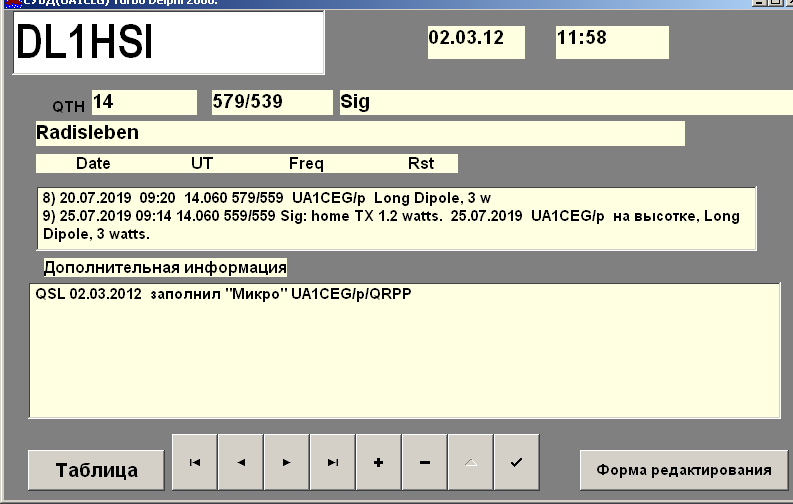 СУБД(UA1CEG) Turbo Delphi 2006.
DL1HSI
02.03.12
11:58
QTH 14
579/539
Sig
Radisleben
Date UT Freq Rst
8) 20.07.2019 09:20 14.060 579/559 UA1CEG/p Long Dipole, 3 w
9) 25.07.2019 09:14 14.060 559/559 Sig: home TX 1.2 watts. 25.07.2019 UA1CEG/p на высотке, Long
Dipole, 3 watts.
Дополнительная информация
QSL 02.03.2012 заполнил "Микро" UA1CEG/p/QRPP
Таблица
Форма редактирования